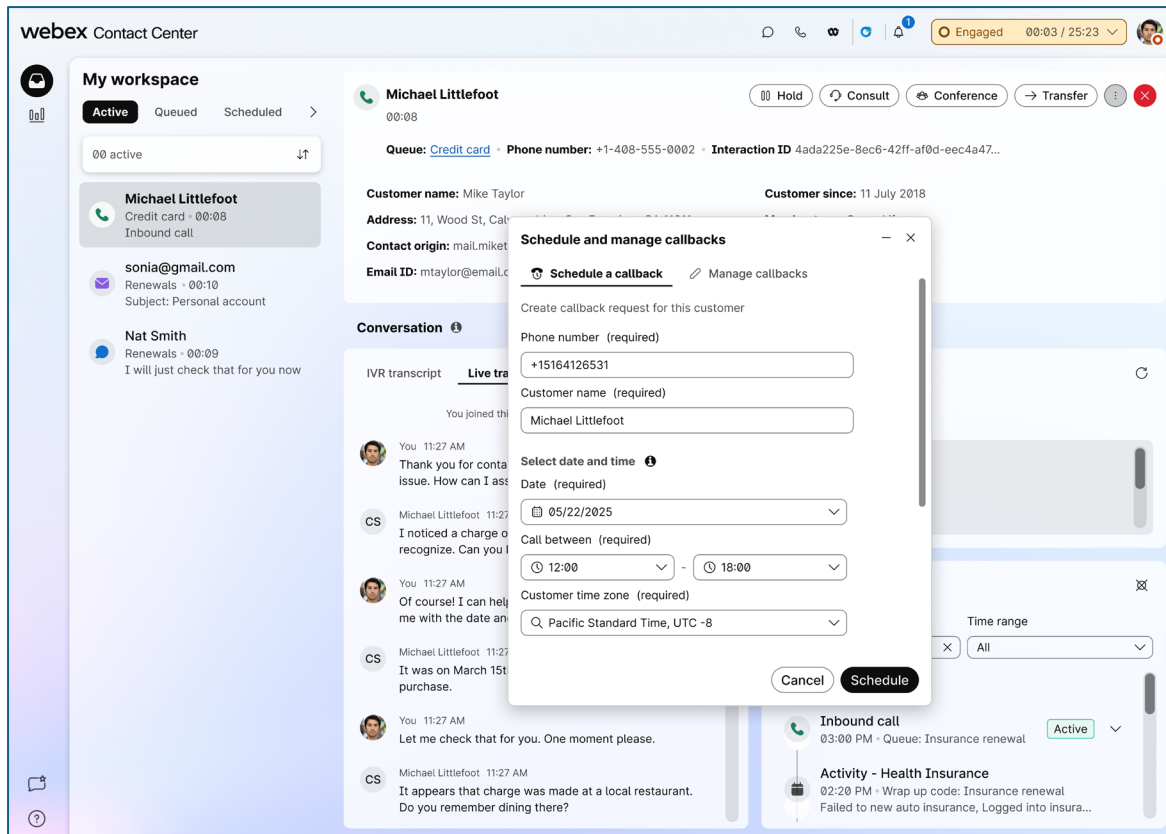 webex Contact Center
1
Engaged 00:03 / 25:23
My workspace
Active Queued Scheduled
00 active
Michael Littlefoot
Credit card • 00:08
Inbound call
sonia@gmail.com
Renewals • 00:10
Subject: Personal account
Nat Smith
Renewals • 00:09
I will just check that for you now
Michael Littlefoot
00:08
Hold Consult Conference Transfer
Queue: Credit card • Phone number: +1-408-555-0002 • Interaction ID 4ada225e-8ec6-42ff-af0d-eec4a47...
Customer name: Mike Taylor
Customer since: 11 July 2018
Address: 11, Wood St,
Contact origin: mail.miket
Email ID: mtaylor@email.c
Conversation
IVR transcript Live tra
You joined thi
You 11:27 AM
Thank you for conta
issue. How can I ass
CS
Michael Littlefoot 11:27
I noticed a charge o
recognize. Can you
You 11:27 AM
Of course! I can help
me with the date an
CS
Michael Littlefoot 11:27
It was on March 15t
purchase.
You 11:27 AM
Let me check that for you. One moment please.
CS
Michael Littlefoot 11:27 AM
It appears that charge was made at a local restaurant.
Do you remember dining there?
Schedule and manage callbacks
Schedule a callback Manage callbacks
Create callback request for this customer
Phone number (required)
+15164126531
Customer name (required)
Michael Littlefoot
Select date and time
Date (required)
05/22/2025
Call between (required)
12:00 - 18:00
Customer time zone (required)
Pacific Standard Time, UTC -8
Cancel Schedule
Time range
All
Inbound call
03:00 PM • Queue: Insurance renewal
Active
Activity - Health Insurance
02:20 PM • Wrap up code: Insurance renewal
Failed to new auto insurance, Logged into insura...